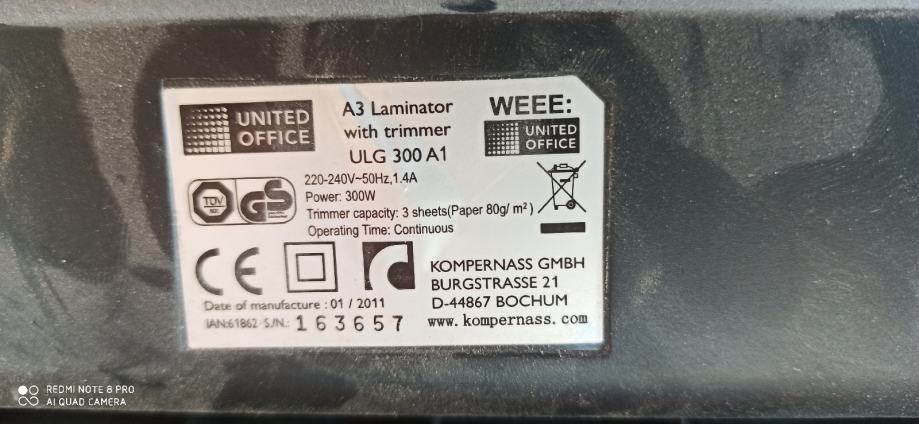 UNITED
OFFICE
A3 Laminator
with trimmer
ULG 300 A1
WEEE:
UNITED
OFFICE
220-240V~50Hz,1.4A
Power: 300W
Trimmer capacity: 3 sheets(Paper 80g/ m²)
Operating Time: Continuous
TÜV
GS
CE
KOMPERNASS GMBH
BURGSTRASSE 21
D-44867 BOCHUM
www.kompernass.com
Date of manufacture : 01 / 2011
IAN:61862 S./N.: 163657
REDMI NOTE 8 PRO
AI QUAD CAMERA